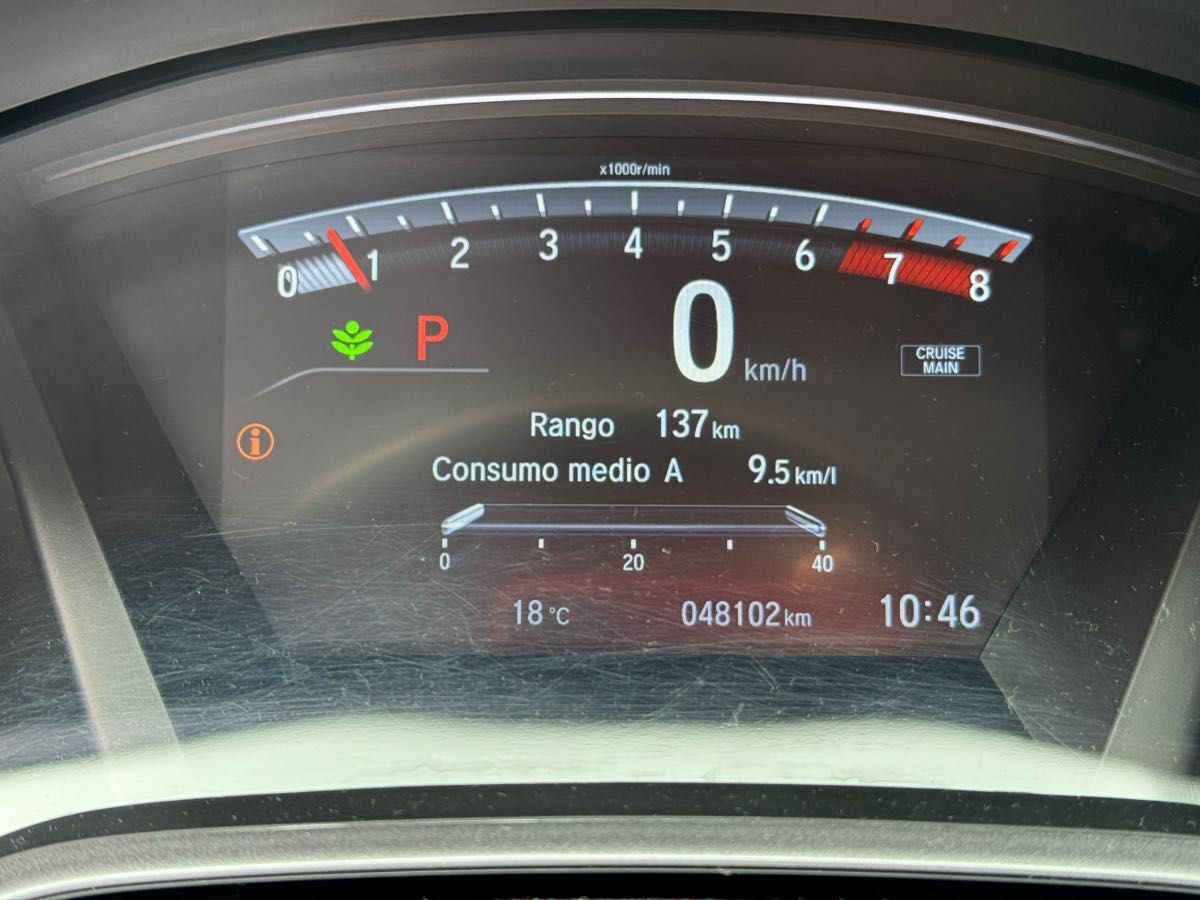 x1000r/min
0 1 2 3 4 5 6 7 8
P
0 km/h
CRUISE
MAIN
Rango 137 km
i
Consumo medio A 9.5 km/l
0 20 40
18 °C 048102 km 10:46